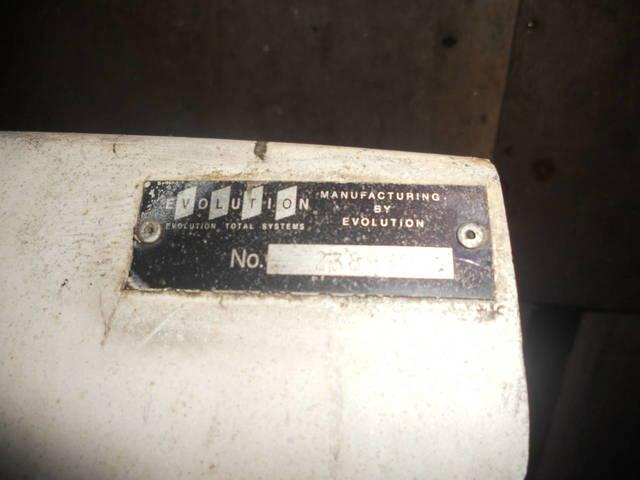 EVOLUTION
EVOLUTION TOTAL SYSTEMS
MANUFACTURING
BY
EVOLUTION
No.